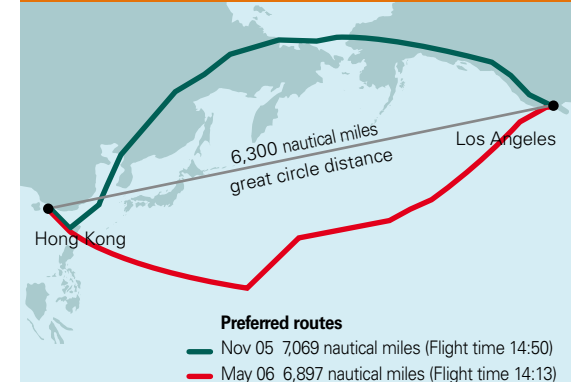 6,300 nautical miles
great circle distance
Los Angeles
Hong Kong
Preferred routes
Nov 05 7,069 nautical miles (Flight time 14:50)
May 06 6,897 nautical miles (Flight time 14:13)